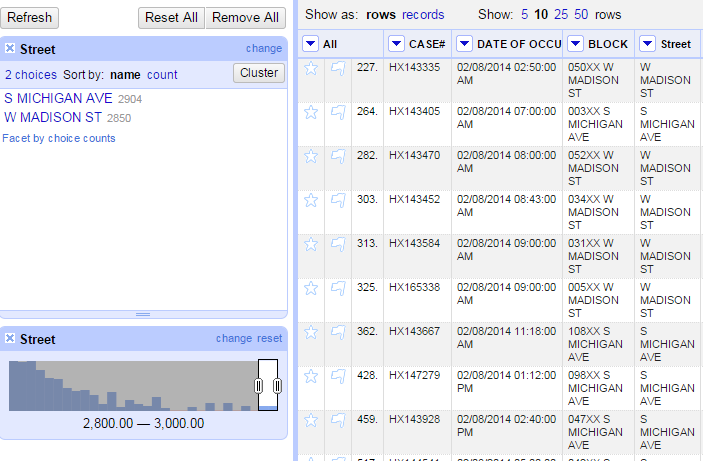 Refresh Reset All Remove All
Street change
2 choices Sort by: name count Cluster
S MICHIGAN AVE 2904
W MADISON ST 2850
Facet by choice counts
Street change reset
2,800.00 — 3,000.00
Show as: rows records Show: 5 10 25 50 rows
All CASE# DATE OF OCCU BLOCK Street
227. HX143335 02/08/2014 02:50:00 050XX W W
AM MADISON MADISON
ST ST
264. HX143405 02/08/2014 07:00:00 003XX S S
AM MICHIGAN MICHIGAN
AVE AVE
282. HX143470 02/08/2014 08:00:00 052XX W W
AM MADISON MADISON
ST ST
303. HX143452 02/08/2014 08:43:00 034XX W W
AM MADISON MADISON
ST ST
313. HX143584 02/08/2014 09:00:00 031XX W W
AM MADISON MADISON
ST ST
325. HX165338 02/08/2014 09:00:00 005XX W W
AM MADISON MADISON
ST ST
362. HX143667 02/08/2014 11:18:00 108XX S S
AM MICHIGAN MICHIGAN
AVE AVE
428. HX147279 02/08/2014 01:12:00 098XX S S
PM MICHIGAN MICHIGAN
AVE AVE
459. HX143928 02/08/2014 02:40:00 047XX S S
PM MICHIGAN MICHIGAN
AVE AVE